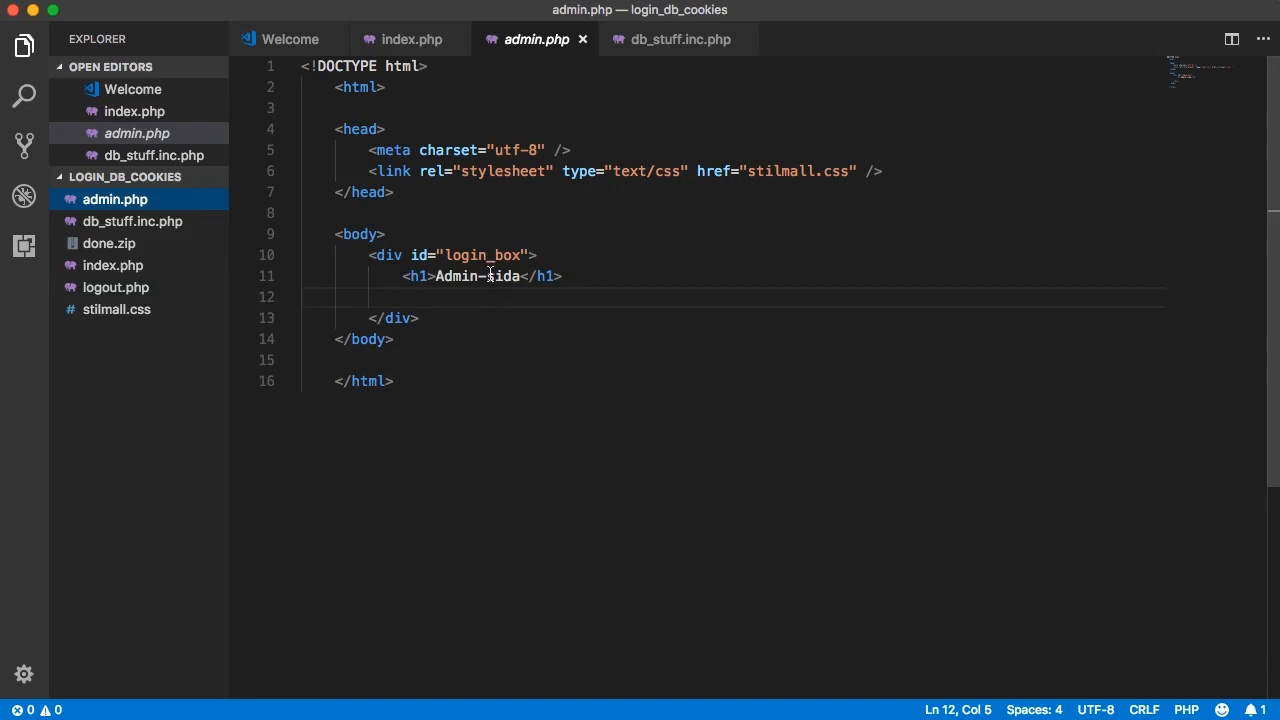 admin.php — login_db_cookies
EXPLORER
Welcome
index.php
admin.php
db_stuff.inc.php
OPEN EDITORS
Welcome
index.php
admin.php
db_stuff.inc.php
LOGIN_DB_COOKIES
admin.php
db_stuff.inc.php
done.zip
index.php
logout.php
# stilmall.css
1 <!DOCTYPE html>
2 <html>
3
4 <head>
5 <meta charset="utf-8" />
6 <link rel="stylesheet" type="text/css" href="stilmall.css" />
7 </head>
8
9 <body>
10 <div id="login_box">
11 <h1>Admin-sida</h1>
12
13 </div>
14 </body>
15
16 </html>
0 0 Ln 12, Col 5 Spaces: 4 UTF-8 CRLF PHP 1